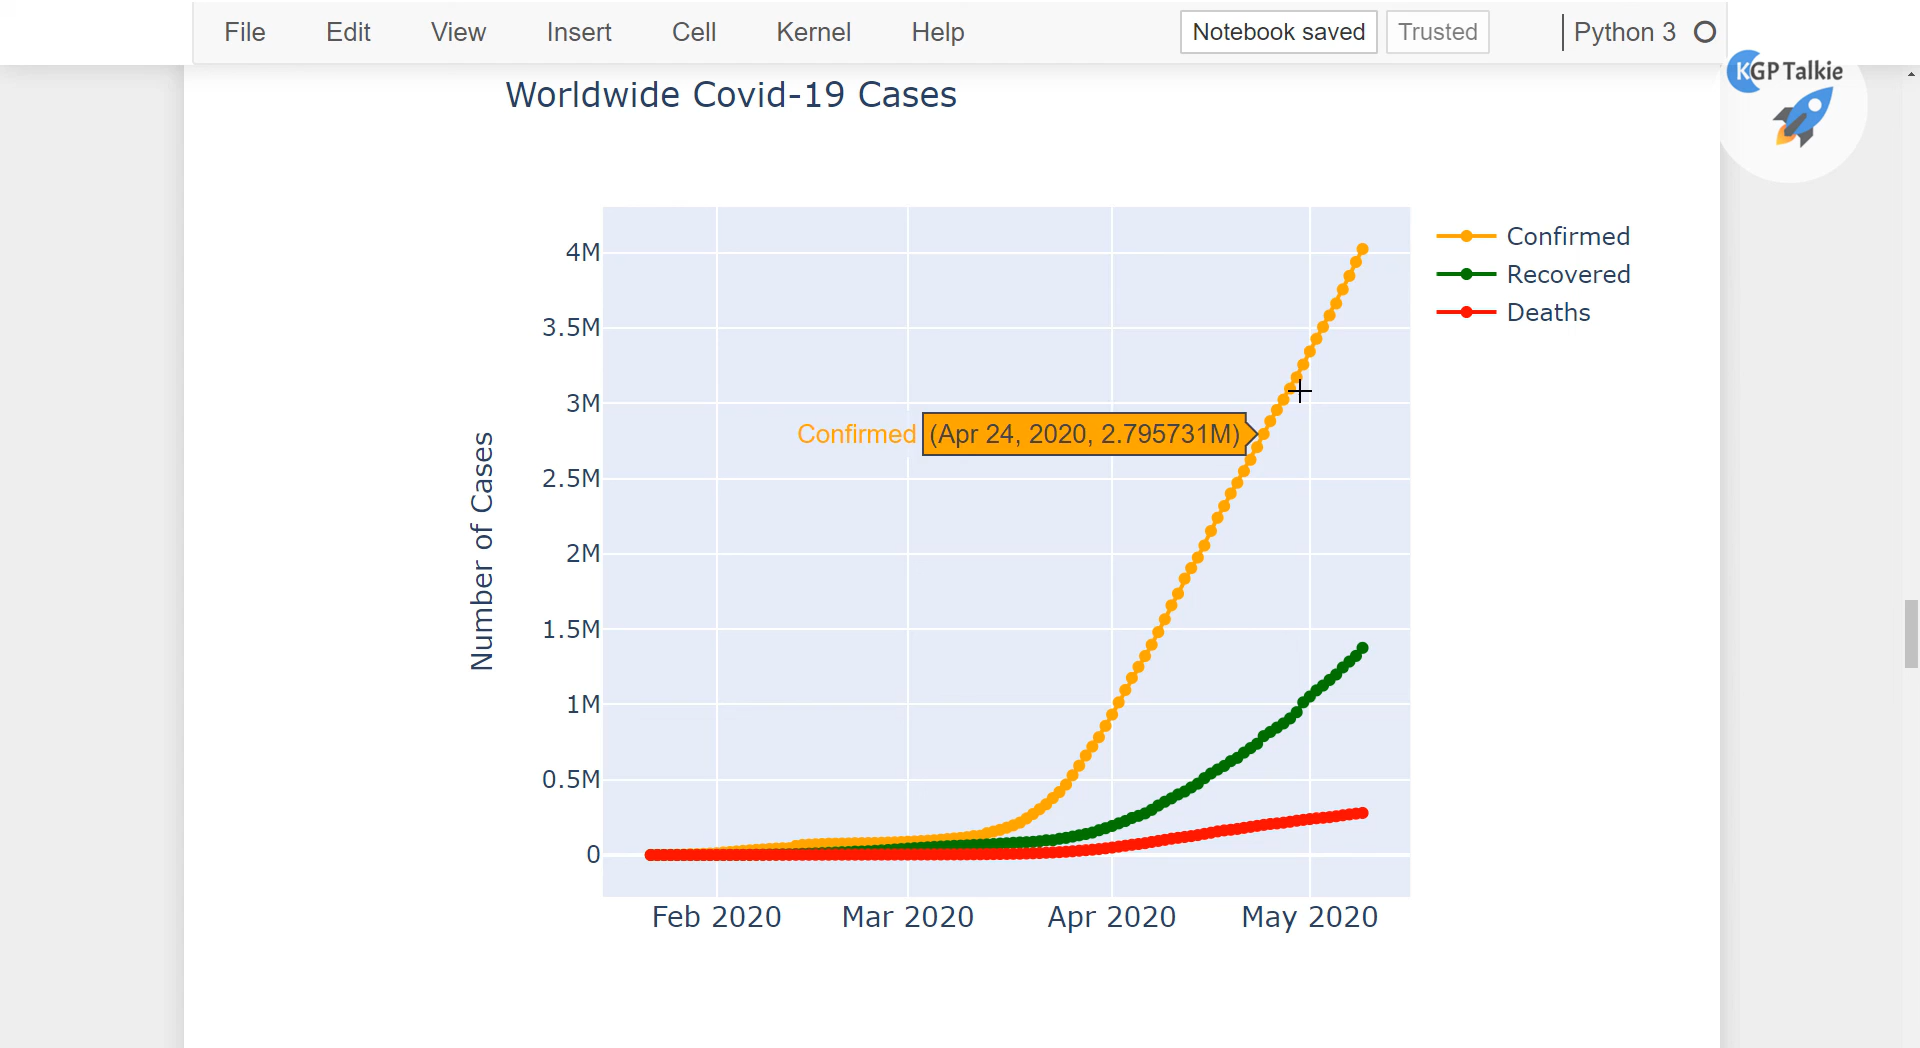 File Edit View Insert Cell Kernel Help Notebook saved Trusted Python 3
KGP Talkie
Worldwide Covid-19 Cases
Confirmed
Recovered
Deaths
4M
3.5M
3M
2.5M
2M
1.5M
1M
0.5M
0
Number of Cases
Confirmed (Apr 24, 2020, 2.795731M)
Feb 2020 Mar 2020 Apr 2020 May 2020